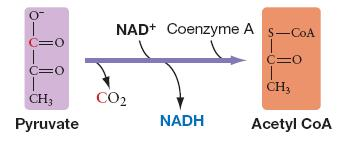 O⁻
C=O
C=O
CH₃
Pyruvate
NAD⁺ Coenzyme A
CO₂
NADH
S—CoA
C=O
CH₃
Acetyl CoA